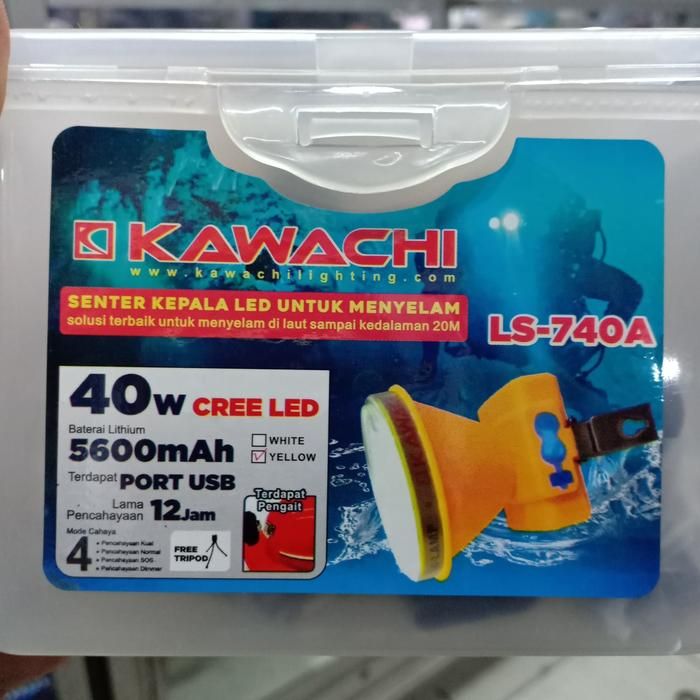 KAWACHI
www.kawachilighting.com
SENTER KEPALA LED UNTUK MENYELAM
solusi terbaik untuk menyelam di laut sampai kedalaman 20M
LS-740A
40W CREE LED
Baterai Lithium
5600mAh
WHITE
YELLOW
Terdapat PORT USB
Lama Pencahayaan 12Jam
Terdapat
Pengait
Mode Cahaya
4
• Pencahayaan Kuat
• Pencahayaan Normal
• Pencahayaan SOS
• Pencahayaan Dimmer
FREE
TRIPOD